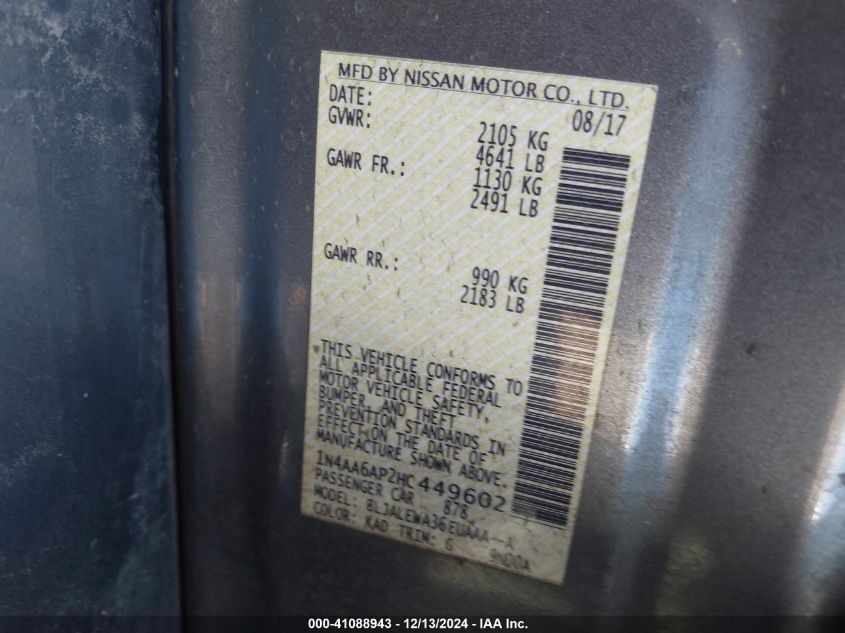 MFD BY NISSAN MOTOR CO., LTD.
DATE: 08/17
GVWR: 2105 KG
4641 LB
GAWR FR.: 1130 KG
2491 LB
GAWR RR.: 990 KG
2183 LB
THIS VEHICLE CONFORMS TO
ALL APPLICABLE FEDERAL
MOTOR VEHICLE SAFETY,
BUMPER, AND THEFT
PREVENTION STANDARDS IN
EFFECT ON THE DATE OF
MANUFACTURE SHOWN ABOVE.
1N4AA6AP2HC449602
PASSENGER CAR 878
MODEL:
COLOR: KAD TRIM: G
000-41088943 - 12/13/2024 - IAA Inc.